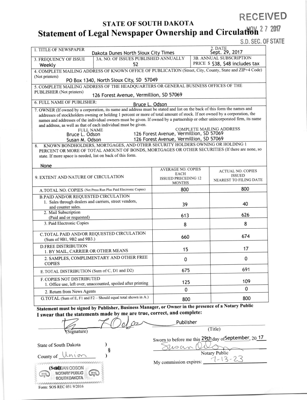 RECEIVED
NOV 27 2017
S.D. SEC. OF STATE
STATE OF SOUTH DAKOTA
Statement of Legal Newspaper Ownership and Circulation
1. TITLE OF NEWSPAPER
Dakota Dunes North Sioux City Times
2. DATE
Sept. 29, 2017
3. FREQUENCY OF ISSUE
Weekly
3A. NO. OF ISSUES PUBLISHED ANNUALLY
52
3B. ANNUAL SUBSCRIPTION
PRICE $ $38, $48 includes tax
4. COMPLETE MAILING ADDRESS OF KNOWN OFFICE OF PUBLICATION (Street, City, County, State and ZIP+4 Code)
(Not printers)
PO Box 1340, North Sioux City, SD 57049
5. COMPLETE MAILING ADDRESS OF THE HEADQUARTERS OR GENERAL BUSINESS OFFICES OF THE
PUBLISHER (Not printers)
126 Forest Avenue, Vermillion, SD 57069
6. FULL NAME OF PUBLISHER:
Bruce L. Odson
7. OWNER (If owned by a corporation, its name and address must be stated and not list on the back of this form the names and
addresses of stockholders owning or holding 1 percent or more of total amount of stock. If not owned by a corporation, the
names and addresses of the individual owners must be given. If owned by a partnership or other unincorporated firm, its name
and address, as well as that of each individual must be given.
FULL NAME
COMPLETE MAILING ADDRESS
Bruce L. Odson
126 Forest Avenue, Vermillion, SD 57069
Susan M. Odson
126 Forest Avenue, Vermillion, SD 57069
8. KNOWN BONDHOLDERS, MORTGAGES, AND OTHER SECURITY HOLDERS OWNING OR HOLDING 1
PERCENT OR MORE OF TOTAL AMOUNT OF BONDS, MORTGAGES OR OTHER SECURITIES (If there are none, so
state. If more space is needed, list on back of this form.
None
9. EXTENT AND NATURE OF CIRCULATION
AVERAGE NO. COPIES
EACH
ISSUED PRECEDING 12
MONTHS
ACTUAL NO. COPIES
ISSUED
NEAREST TO FILING DATE
A. TOTAL NO. COPIES (Net Press Run Plus Paid Electronic Copies)
800
800
B. PAID AND/OR REQUESTED CIRCULATION
1. Sales through dealers and carriers, street vendors,
and counter sales.
39
40
2. Mail Subscription
(Paid and or requested)
613
626
3. Paid Electronic Copies
8
8
C. TOTAL PAID AND/OR REQUESTED CIRCULATION
(Sum of 9B1, 9B2 and 9B3)
660
674
D. FREE DISTRIBUTION
1. BY MAIL, CARRIER OR OTHER MEANS
15
17
2. SAMPLES, COMPLIMENTARY AND OTHER FREE
COPIES
0
0
E. TOTAL DISTRIBUTION (Sum of C, D1 and D2)
675
691
F. COPIES NOT DISTRIBUTED
1. Office use, left over, unaccounted, spoiled after printing
125
109
2. Return from News Agents
0
0
G. TOTAL (Sum of E, F1 and F2 - Should equal total shown in A)
800
800
Statement must be signed by Publisher, Business Manager, or Owner in the presence of a Notary Public
I swear that the statements made by me are true, correct, and complete:
Publisher
(Signature)
(Title)
State of South Dakota )
Sworn to before me this 29th day of September, 20 17
County of Union )
Notary Public
My commission expires: 7-13-23
NOTARY PUBLIC
SOUTH DAKOTA
Form: SOS REC 051 9/2016